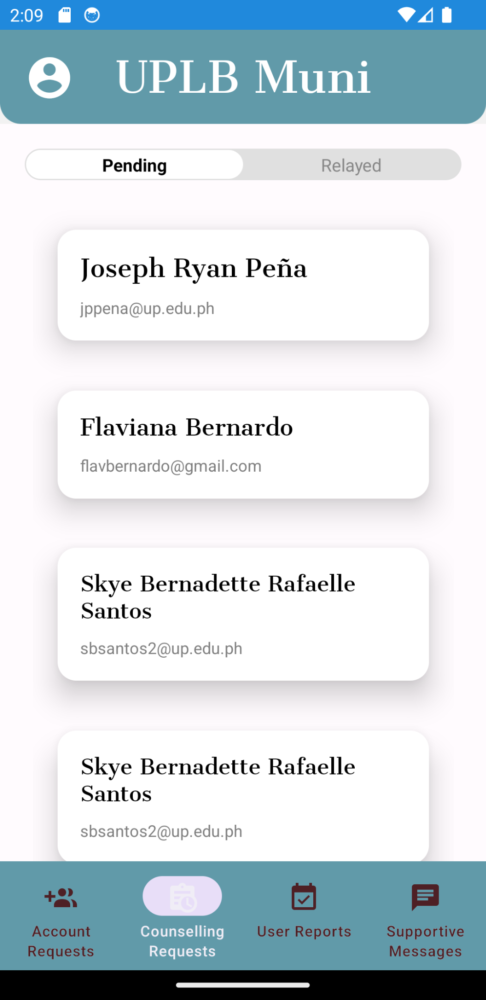 2:09
UPLB Muni
Pending
Relayed
Joseph Ryan Peña
jppena@up.edu.ph
Flaviana Bernardo
flavbernardo@gmail.com
Skye Bernadette Rafaelle
Santos
sbsantos2@up.edu.ph
Skye Bernadette Rafaelle
Santos
sbsantos2@up.edu.ph
Account
Requests
Counselling
Requests
User Reports
Supportive
Messages